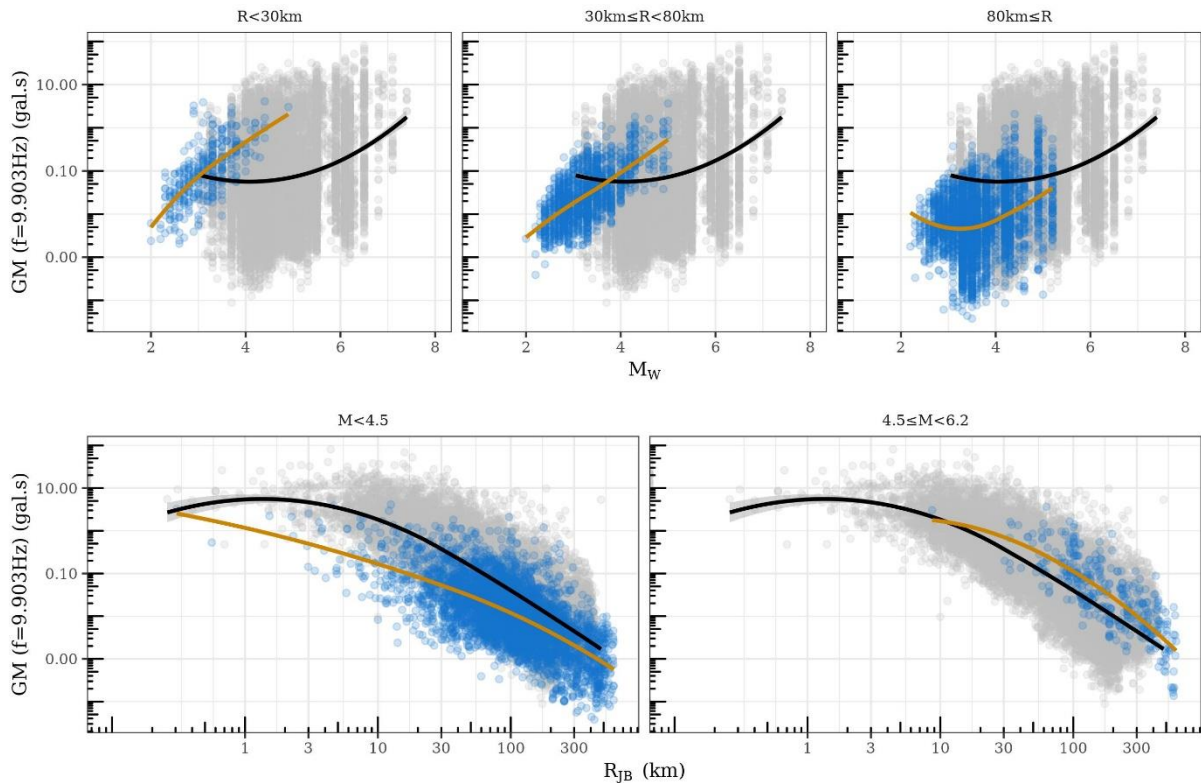 R<30km 30km≤R<80km 80km≤R
GM (f=9.903Hz) (gal.s)
10.00
0.10
0.00
2 4 6 8 2 4 6 8 2 4 6 8
M_W
M<4.5 4.5≤M<6.2
GM (f=9.903Hz) (gal.s)
10.00
0.10
0.00
1 3 10 30 100 300 1 3 10 30 100 300
R_JB (km)